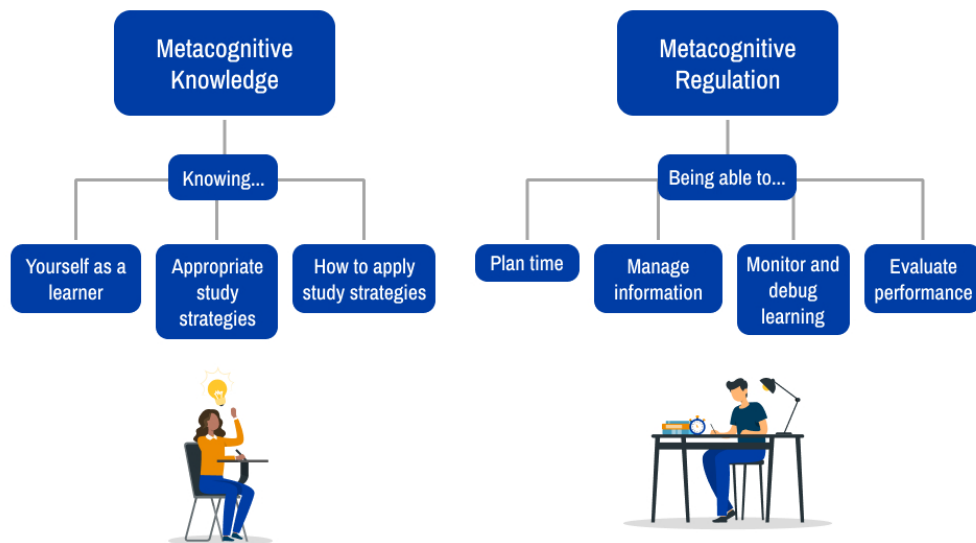 Metacognitive
Knowledge
Knowing...
Yourself as a
learner
Appropriate
study
strategies
How to apply
study strategies
Metacognitive
Regulation
Being able to...
Plan time
Manage
information
Monitor and
debug
learning
Evaluate
performance